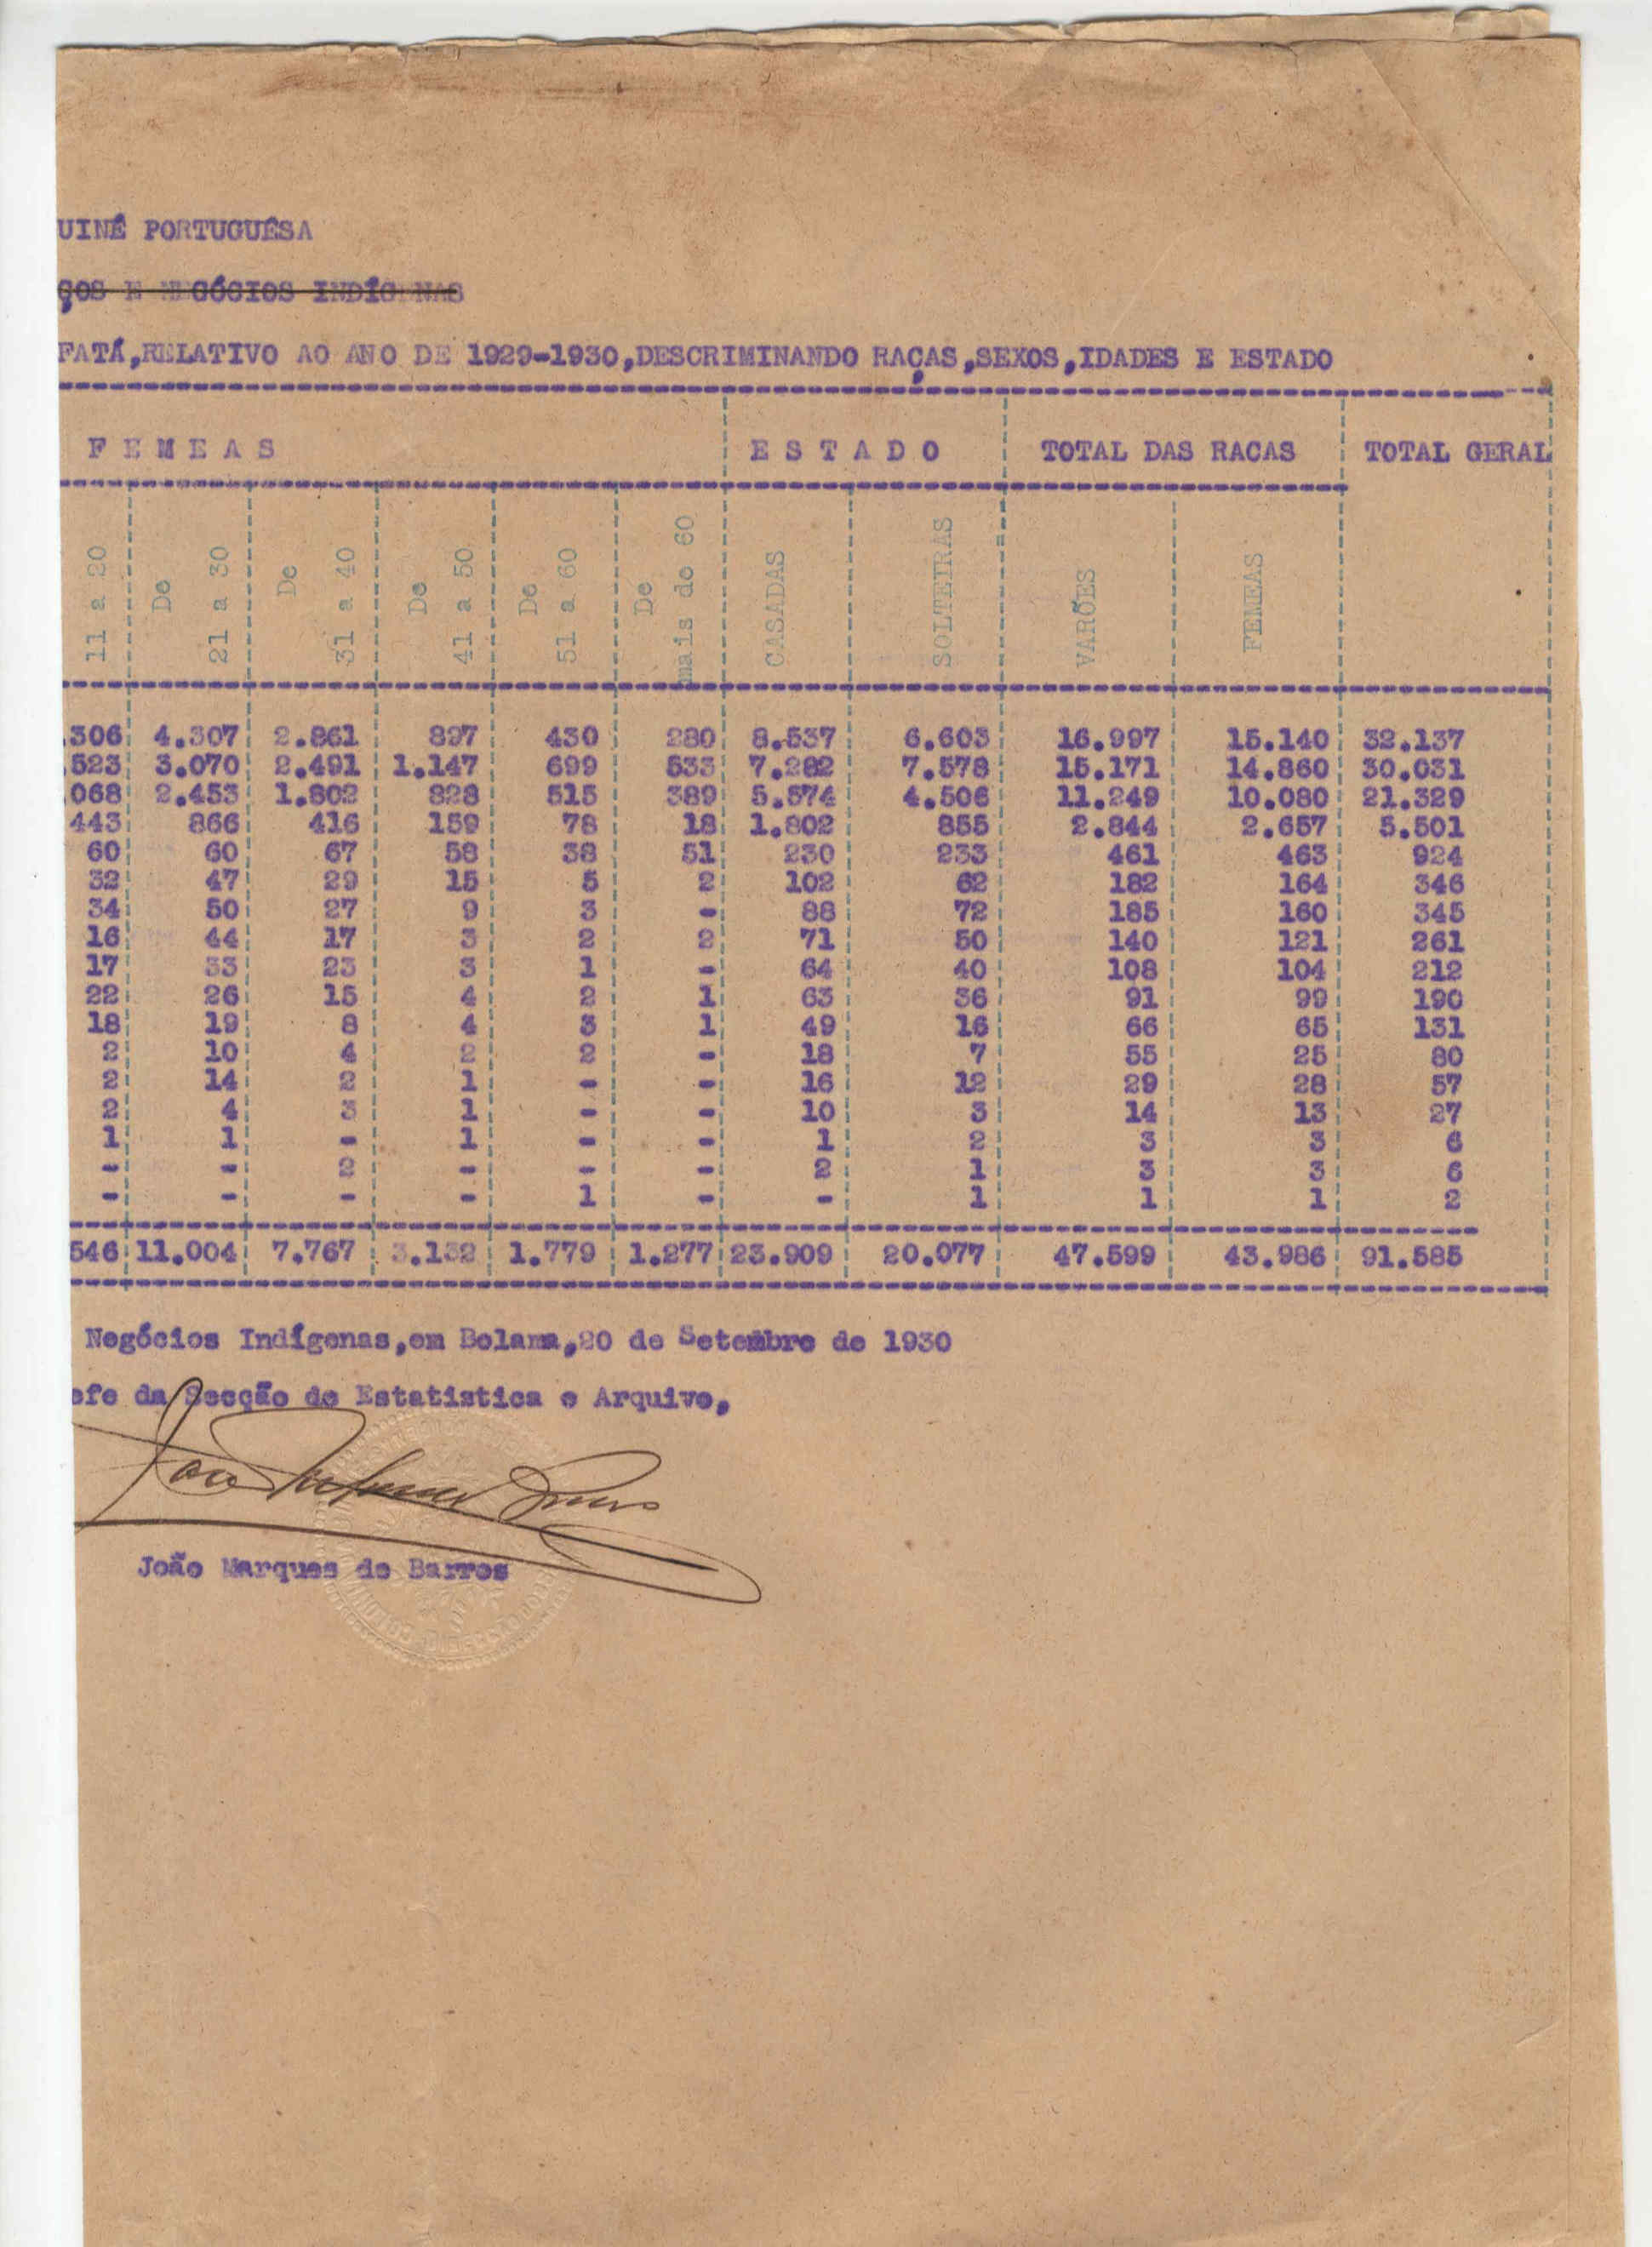 UINÉ PORTUGUÊSA
ÇOS E NEGÓCIOS INDÍGENAS
FATÁ,RELATIVO AO ANO DE 1929-1930,DESCRIMINANDO RAÇAS,SEXOS,IDADES E ESTADO
F E M E A S E S T A D O TOTAL DAS RACAS TOTAL GERAL
11 a 20 De 21 a 30 De 31 a 40 De 41 a 50 De 51 a 60 De mais de 60 CASADAS SOLTEIRAS VARÕES FEMEAS
.306 4.307 2.861 897 430 280 8.537 6.603 16.997 15.140 32.137
.523 3.070 2.491 1.147 699 533 7.282 7.578 15.171 14.860 30.031
068 2.453 1.802 828 515 389 5.574 4.506 11.249 10.080 21.329
443 866 416 159 78 18 1.802 855 2.844 2.657 5.501
60 60 67 58 38 51 230 233 461 463 924
32 47 29 15 5 2 102 62 182 164 346
34 50 27 9 3 - 88 72 185 160 345
16 44 17 3 2 2 71 50 140 121 261
17 33 23 3 1 - 64 40 108 104 212
22 26 15 4 2 1 63 36 91 99 190
18 19 8 4 3 1 49 16 66 65 131
2 10 4 2 2 - 18 7 55 25 80
2 14 2 1 - - 16 12 29 28 57
2 4 3 1 - - 10 3 14 13 27
1 1 - 1 - - 1 2 3 3 6
- - 2 - - - 2 1 3 3 6
- - - - 1 - - 1 1 1 2
546 11.004 7.767 3.132 1.779 1.277 23.909 20.077 47.599 43.986 91.585
Negócios Indígenas,em Bolama,20 de Setembro de 1930
efe da Secção de Estatistica e Arquivo,
João Marques de Barros